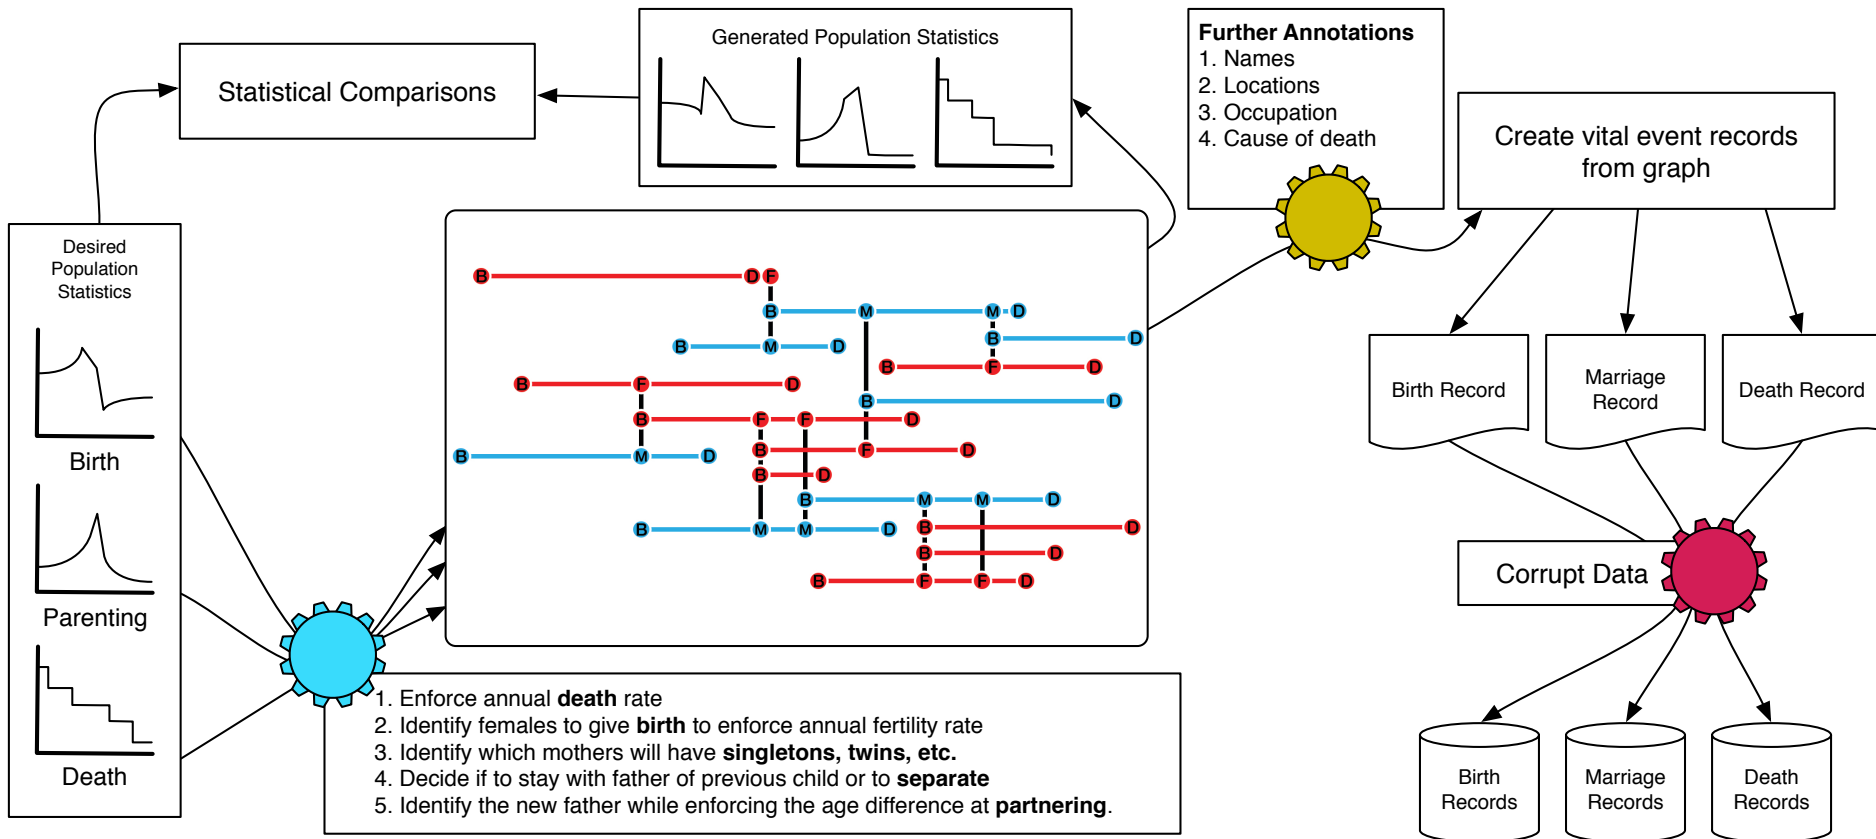 Generated Population Statistics
Statistical Comparisons
Further Annotations
1. Names
2. Locations
3. Occupation
4. Cause of death
Create vital event records
from graph
Desired
Population
Statistics
Birth
Parenting
Death
B D F
B M M D
B M D
B D
B F D
B F D
B D
B F F D
B M D
B F D
B D
B M M D
B M M D
B D
B D
B F F D
1. Enforce annual death rate
2. Identify females to give birth to enforce annual fertility rate
3. Identify which mothers will have singletons, twins, etc.
4. Decide if to stay with father of previous child or to separate
5. Identify the new father while enforcing the age difference at partnering.
Birth Record
Marriage
Record
Death Record
Corrupt Data
Birth
Records
Marriage
Records
Death
Records